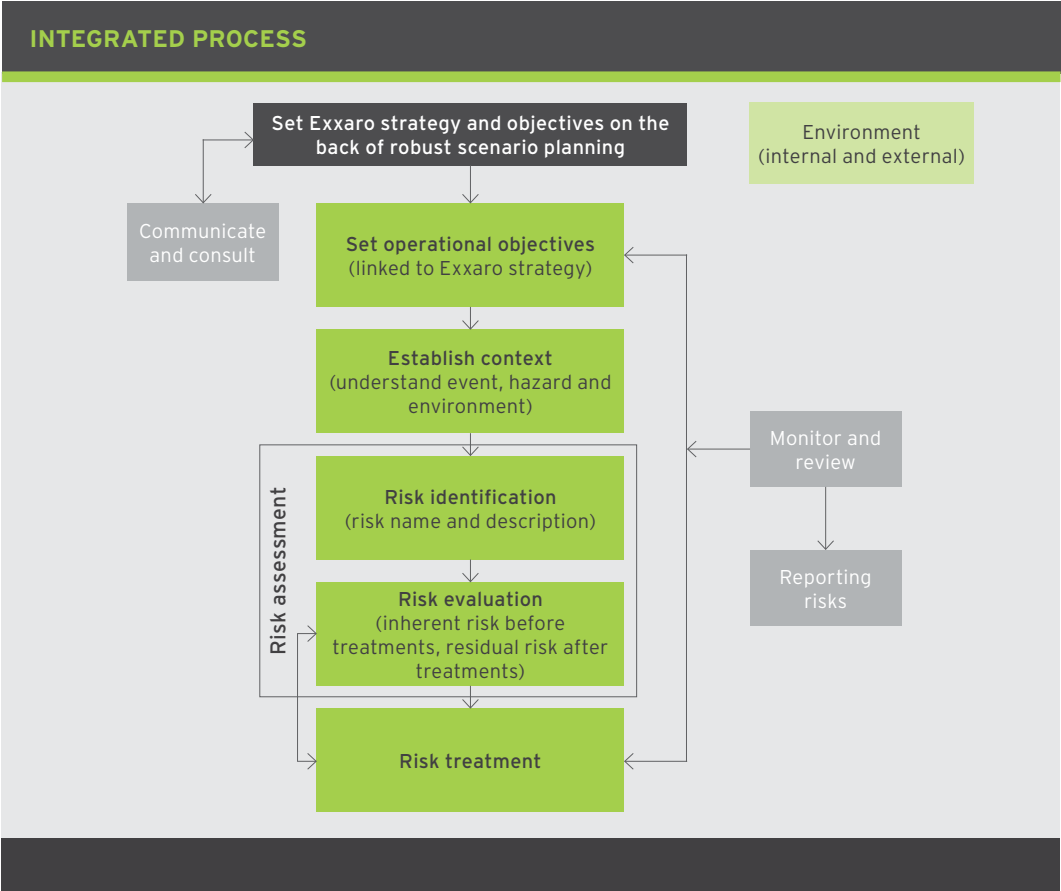 INTEGRATED PROCESS
Set Exxaro strategy and objectives on the
back of robust scenario planning
Environment
(internal and external)
Communicate
and consult
Set operational objectives
(linked to Exxaro strategy)
Establish context
(understand event, hazard and
environment)
Monitor and
review
Risk assessment
Risk identification
(risk name and description)
Reporting
risks
Risk evaluation
(inherent risk before
treatments, residual risk after
treatments)
Risk treatment